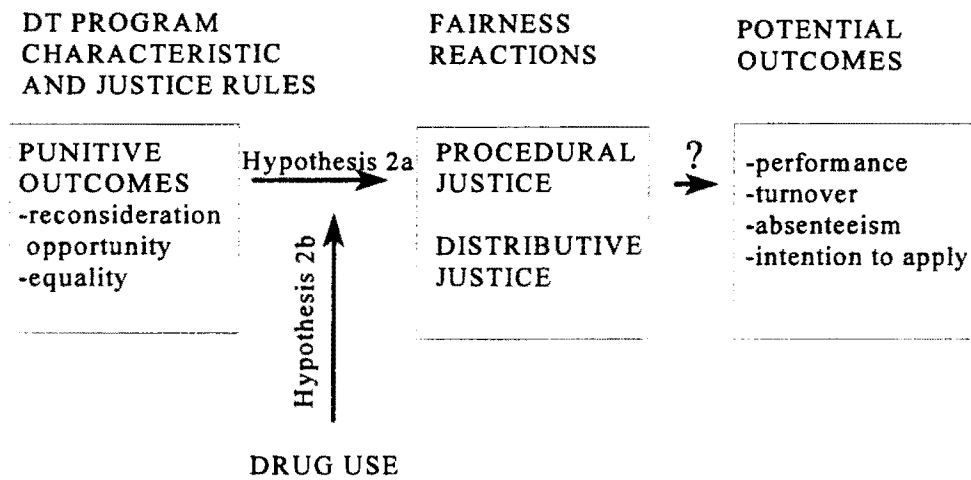 DT PROGRAM
CHARACTERISTIC
AND JUSTICE RULES
FAIRNESS
REACTIONS
POTENTIAL
OUTCOMES
PUNITIVE
OUTCOMES
-reconsideration
opportunity
-equality
Hypothesis 2a
Hypothesis 2b
DRUG USE
PROCEDURAL
JUSTICE
DISTRIBUTIVE
JUSTICE
?
-performance
-turnover
-absenteeism
-intention to apply